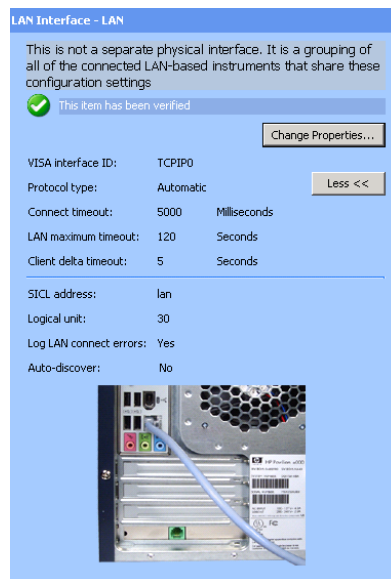 LAN Interface - LAN
This is not a separate physical interface. It is a grouping of
all of the connected LAN-based instruments that share these
configuration settings
This item has been verified
Change Properties...
VISA interface ID: TCPIP0
Protocol type: Automatic
Less <<
Connect timeout: 5000 Milliseconds
LAN maximum timeout: 120 Seconds
Client delta timeout: 5 Seconds
SICL address: lan
Logical unit: 30
Log LAN connect errors: Yes
Auto-discover: No